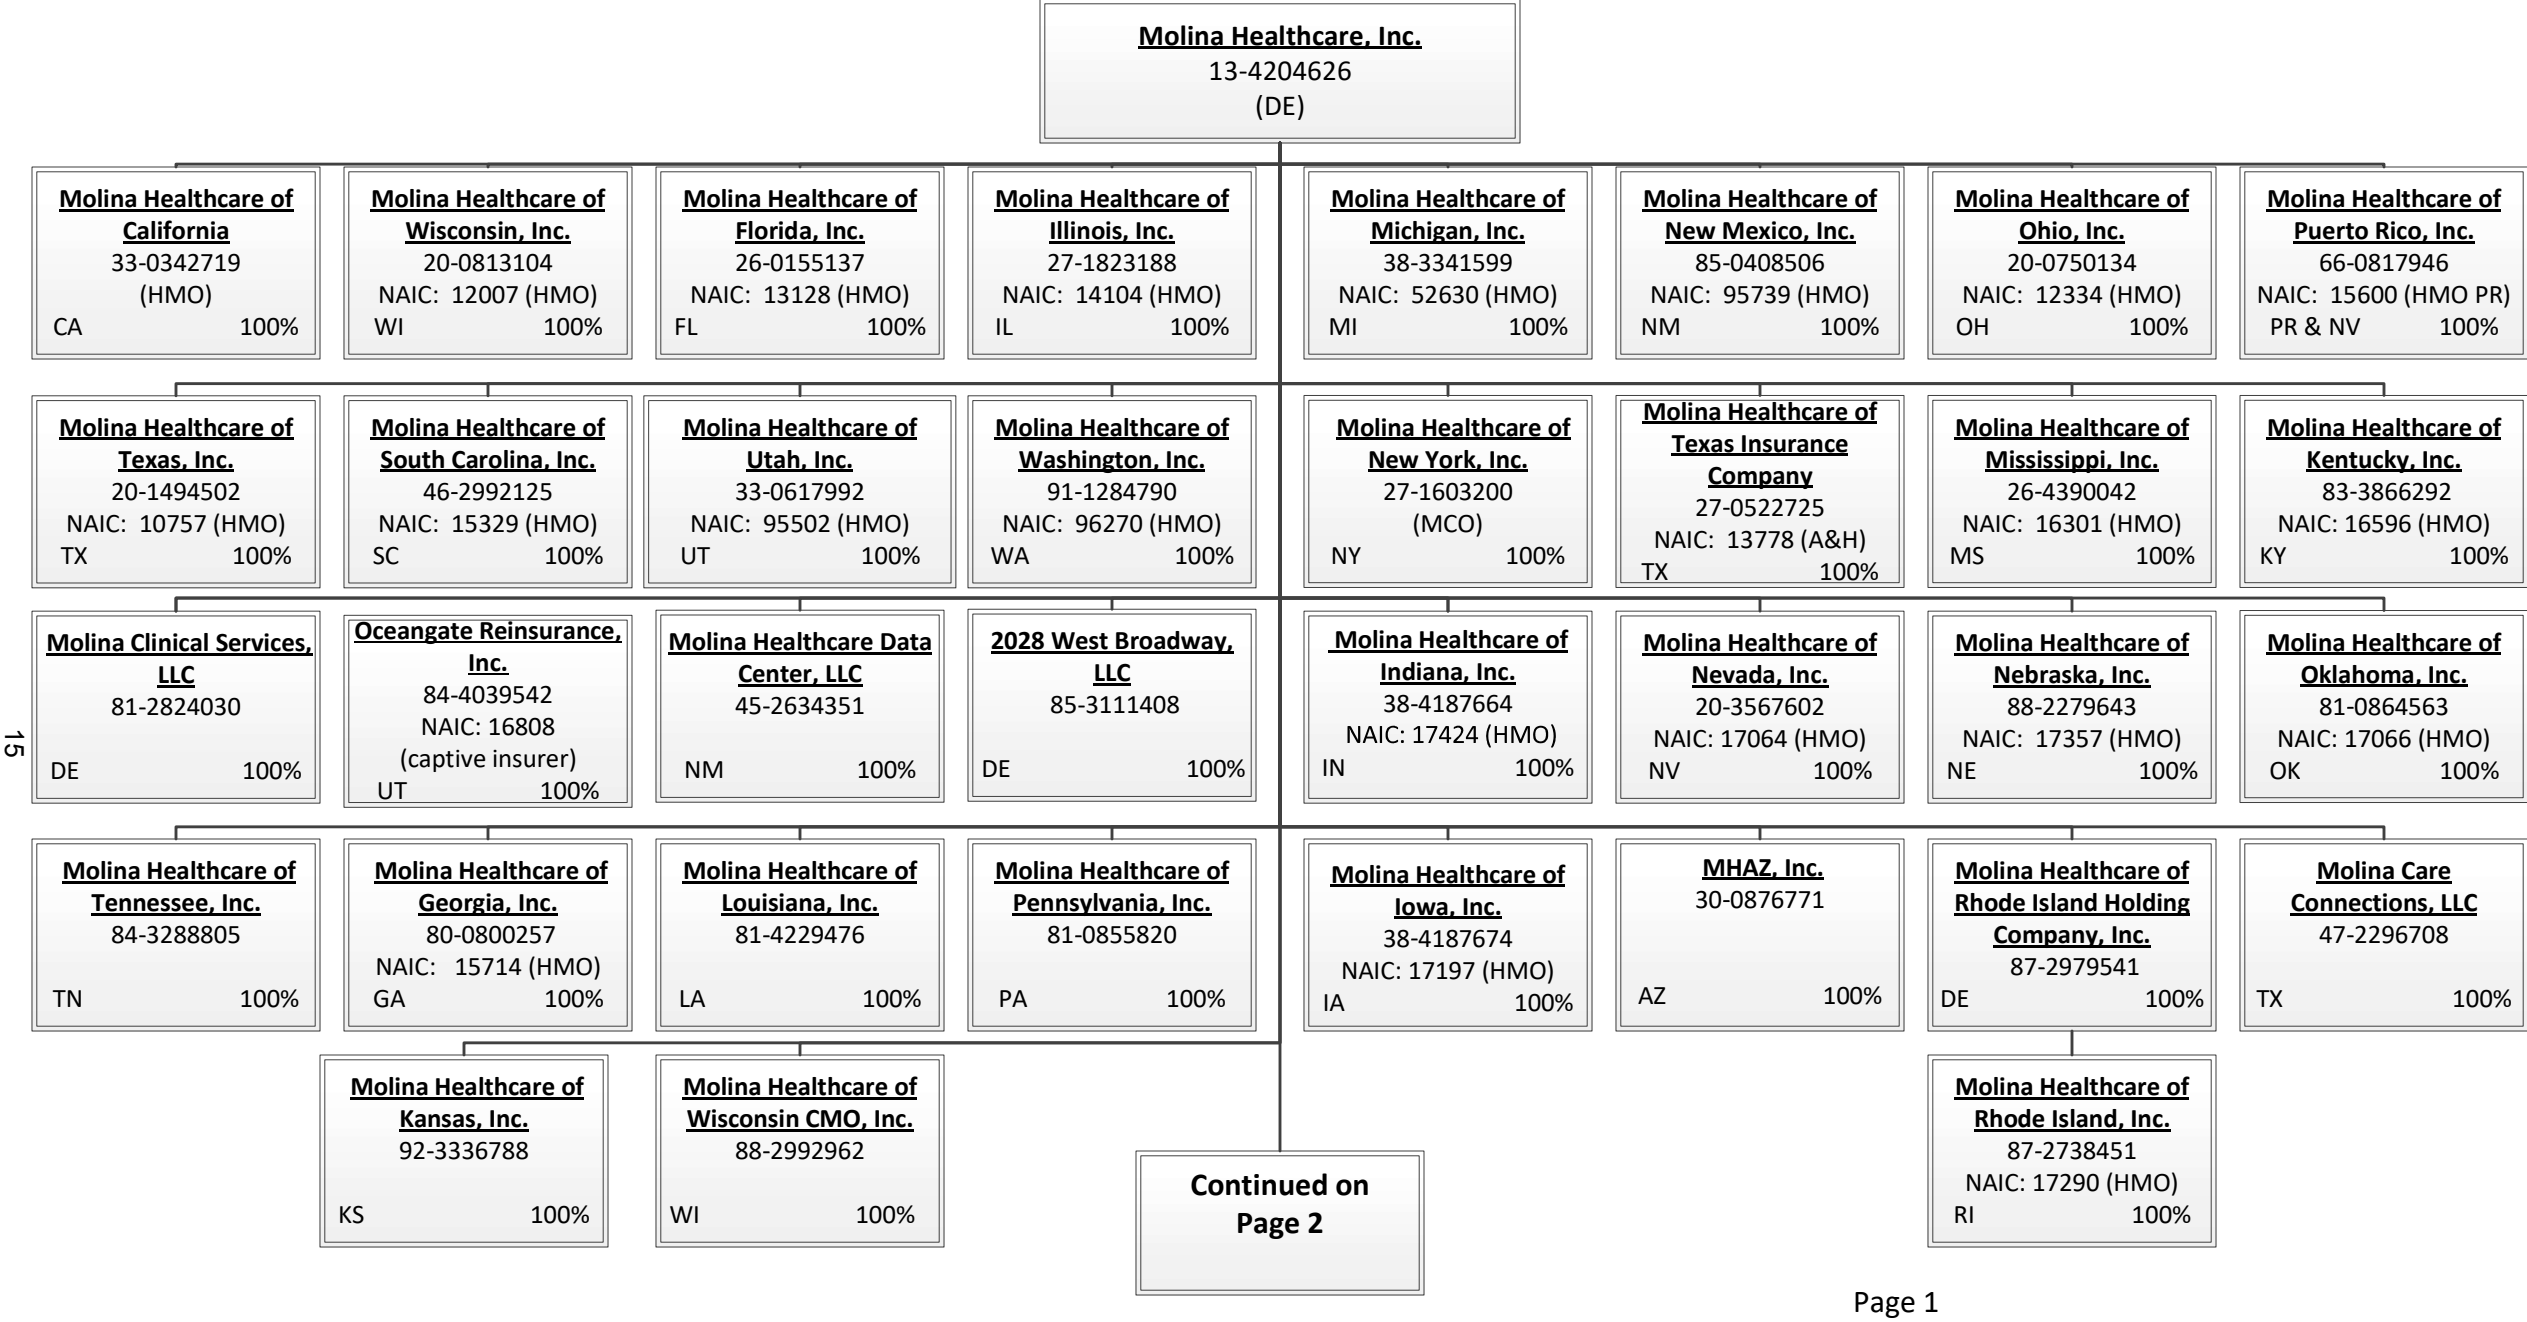 Molina Healthcare, Inc.
13-4204626
(DE)
Molina Healthcare of
California
33-0342719
(HMO)
CA 100%
Molina Healthcare of
Wisconsin, Inc.
20-0813104
NAIC: 12007 (HMO)
WI 100%
Molina Healthcare of
Florida, Inc.
26-0155137
NAIC: 13128 (HMO)
FL 100%
Molina Healthcare of
Illinois, Inc.
27-1823188
NAIC: 14104 (HMO)
IL 100%
Molina Healthcare of
Michigan, Inc.
38-3341599
NAIC: 52630 (HMO)
MI 100%
Molina Healthcare of
New Mexico, Inc.
85-0408506
NAIC: 95739 (HMO)
NM 100%
Molina Healthcare of
Ohio, Inc.
20-0750134
NAIC: 12334 (HMO)
OH 100%
Molina Healthcare of
Puerto Rico, Inc.
66-0817946
NAIC: 15600 (HMO PR)
PR & NV 100%
Molina Healthcare of
Texas, Inc.
20-1494502
NAIC: 10757 (HMO)
TX 100%
Molina Healthcare of
South Carolina, Inc.
46-2992125
NAIC: 15329 (HMO)
SC 100%
Molina Healthcare of
Utah, Inc.
33-0617992
NAIC: 95502 (HMO)
UT 100%
Molina Healthcare of
Washington, Inc.
91-1284790
NAIC: 96270 (HMO)
WA 100%
Molina Healthcare of
New York, Inc.
27-1603200
(MCO)
NY 100%
Molina Healthcare of
Texas Insurance
Company
27-0522725
NAIC: 13778 (A&H)
TX 100%
Molina Healthcare of
Mississippi, Inc.
26-4390042
NAIC: 16301 (HMO)
MS 100%
Molina Healthcare of
Kentucky, Inc.
83-3866292
NAIC: 16596 (HMO)
KY 100%
Molina Clinical Services,
LLC
81-2824030
DE 100%
Oceangate Reinsurance,
Inc.
84-4039542
NAIC: 16808
(captive insurer)
UT 100%
Molina Healthcare Data
Center, LLC
45-2634351
NM 100%
2028 West Broadway,
LLC
85-3111408
DE 100%
Molina Healthcare of
Indiana, Inc.
38-4187664
NAIC: 17424 (HMO)
IN 100%
Molina Healthcare of
Nevada, Inc.
20-3567602
NAIC: 17064 (HMO)
NV 100%
Molina Healthcare of
Nebraska, Inc.
88-2279643
NAIC: 17357 (HMO)
NE 100%
Molina Healthcare of
Oklahoma, Inc.
81-0864563
NAIC: 17066 (HMO)
OK 100%
15
Molina Healthcare of
Tennessee, Inc.
84-3288805
TN 100%
Molina Healthcare of
Georgia, Inc.
80-0800257
NAIC: 15714 (HMO)
GA 100%
Molina Healthcare of
Louisiana, Inc.
81-4229476
LA 100%
Molina Healthcare of
Pennsylvania, Inc.
81-0855820
PA 100%
Molina Healthcare of
Iowa, Inc.
38-4187674
NAIC: 17197 (HMO)
IA 100%
MHAZ, Inc.
30-0876771
AZ 100%
Molina Healthcare of
Rhode Island Holding
Company, Inc.
87-2979541
DE 100%
Molina Care
Connections, LLC
47-2296708
TX 100%
Molina Healthcare of
Kansas, Inc.
92-3336788
KS 100%
Molina Healthcare of
Wisconsin CMO, Inc.
88-2992962
WI 100%
Continued on
Page 2
Molina Healthcare of
Rhode Island, Inc.
87-2738451
NAIC: 17290 (HMO)
RI 100%
Page 1